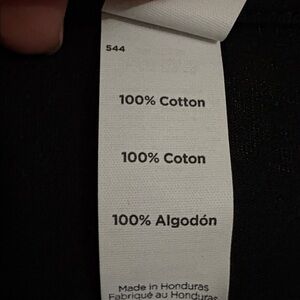 544
100% Cotton
100% Coton
100% Algodón
Made in Honduras
Fabriqué au Honduras